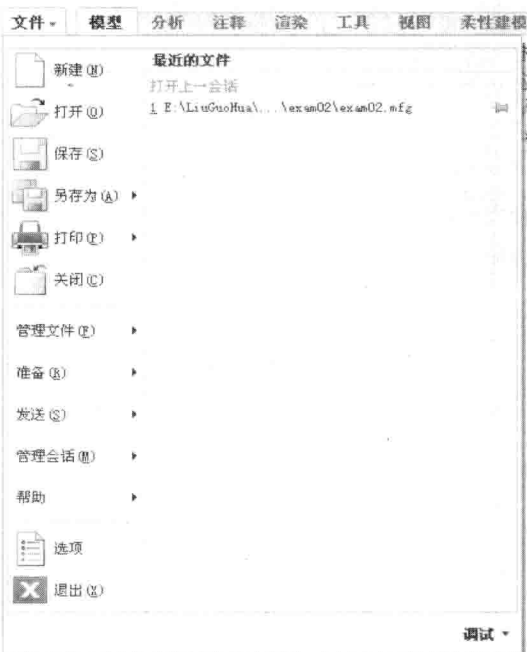 文件 模型 分析 注释 渲染 工具 视图 柔性建模
新建(N)
最近的文件
打开上一会话
打开(O)
1 E:\LiuGuoHua\...\exam02\exam02.mfg
保存(S)
另存为(A)
打印(P)
关闭(C)
管理文件(F)
准备(R)
发送(S)
管理会话(M)
帮助
选项
退出(X)
调试